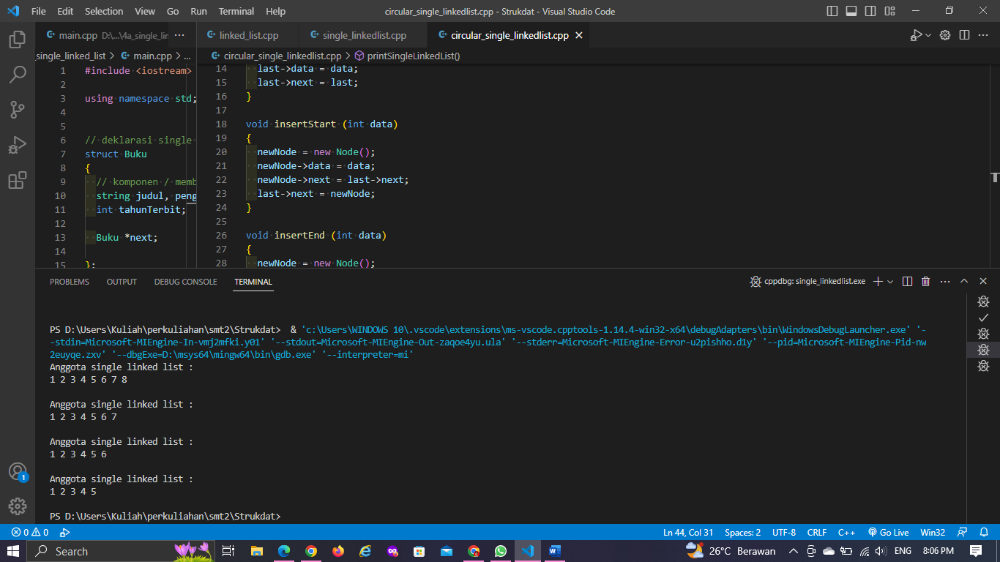 File Edit Selection View Go Run Terminal Help circular_single_linkedlist.cpp - Strukdat - Visual Studio Code
main.cpp D:\...\4a_single_lin ··· linked_list.cpp single_linkedlist.cpp circular_single_linkedlist.cpp
_single_linked_list > main.cpp > ...
circular_single_linkedlist.cpp > printSingleLinkedList()
1 #include <iostream>
2
3 using namespace std;
4
5
6 // deklarasi single
7 struct Buku
8 {
9 // komponen / memb
10 string judul, peng
11 int tahunTerbit;
12
13 Buku *next;
14
15 };
14 last->data = data;
15 last->next = last;
16 }
17
18 void insertStart (int data)
19 {
20 newNode = new Node();
21 newNode->data = data;
22 newNode->next = last->next;
23 last->next = newNode;
24 }
25
26 void insertEnd (int data)
27 {
28 newNode = new Node();
PROBLEMS OUTPUT DEBUG CONSOLE TERMINAL cppdbg: single_linkedlist.exe
PS D:\Users\Kuliah\perkuliahan\smt2\Strukdat> & 'c:\Users\WINDOWS 10\.vscode\extensions\ms-vscode.cpptools-1.14.4-win32-x64\debugAdapters\bin\WindowsDebugLauncher.exe' '-
-stdin=Microsoft-MIEngine-In-vmj2mfki.y01' '--stdout=Microsoft-MIEngine-Out-zaqoe4yu.ula' '--stderr=Microsoft-MIEngine-Error-u2pishho.d1y' '--pid=Microsoft-MIEngine-Pid-nw
2euyqe.zxv' '--dbgExe=D:\msys64\mingw64\bin\gdb.exe' '--interpreter=mi'
Anggota single linked list :
1 2 3 4 5 6 7 8
Anggota single linked list :
1 2 3 4 5 6 7
Anggota single linked list :
1 2 3 4 5 6
Anggota single linked list :
1 2 3 4 5
PS D:\Users\Kuliah\perkuliahan\smt2\Strukdat>
1
0 0 Ln 44, Col 31 Spaces: 2 UTF-8 CRLF C++ Go Live Win32
Search 26°C Berawan ENG 8:06 PM